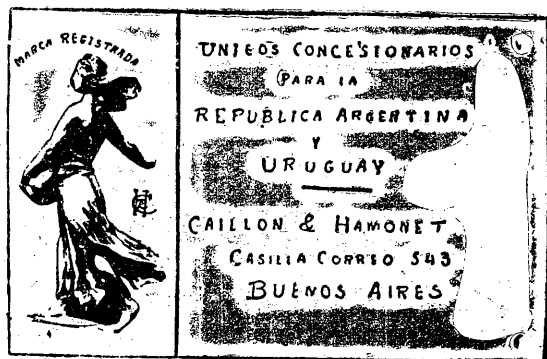 MARCA REGISTRADA
UNICOS CONCESIONARIOS
PARA LA
REPUBLICA ARGENTINA
Y
URUGUAY
CAILLON & HAMONET
CASILLA CORREO 543
BUENOS AIRES